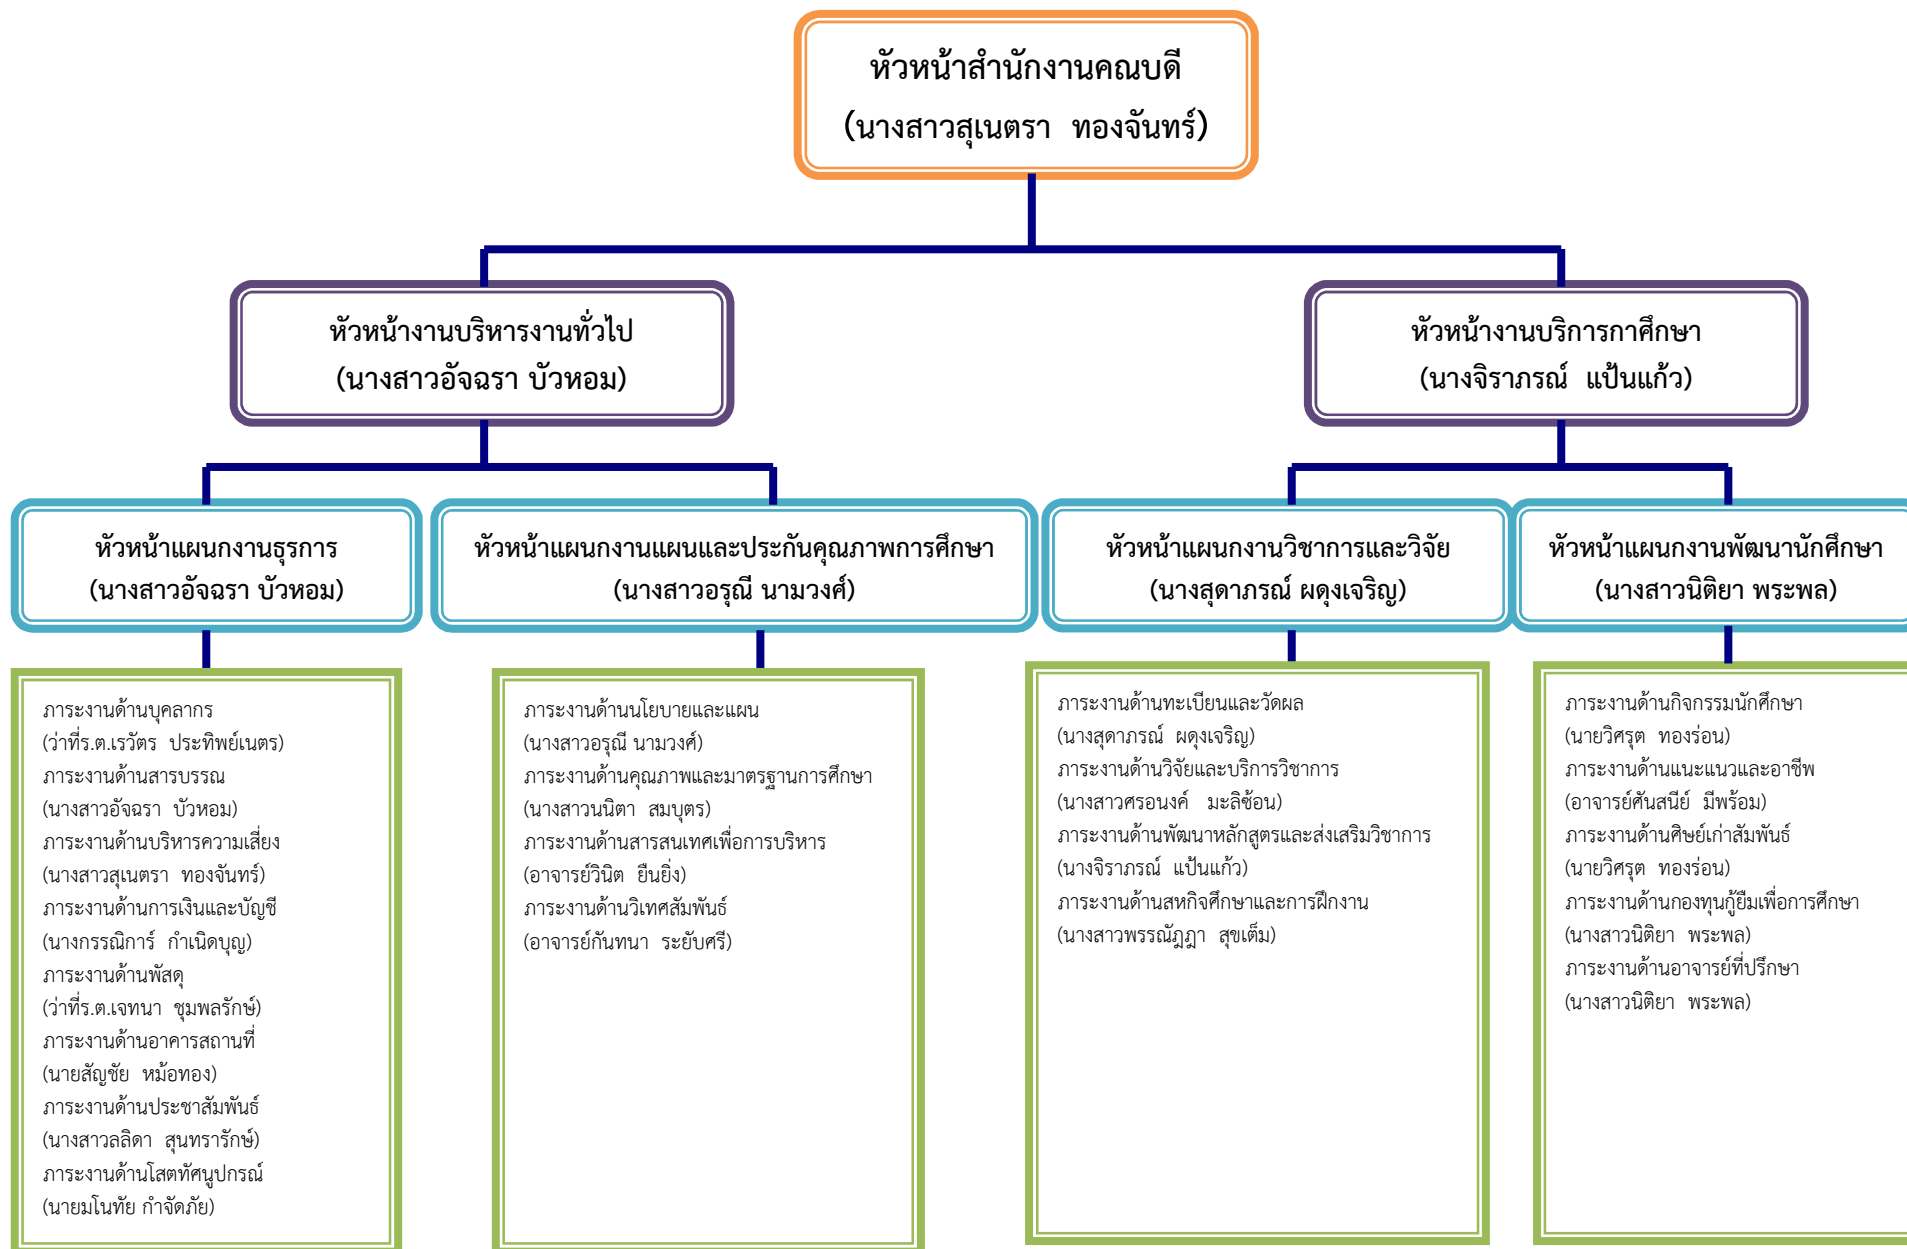 หัวหน้าสำนักงานคณบดี
(นางสาวสุเนตรา  ทองจันทร์)
หัวหน้างานบริหารงานทั่วไป
(นางสาวอัจฉรา บัวหอม)
หัวหน้างานบริการกาศึกษา
(นางจิราภรณ์  แป้นแก้ว)
หัวหน้าแผนกงานธุรการ
(นางสาวอัจฉรา บัวหอม)
หัวหน้าแผนกงานแผนและประกันคุณภาพการศึกษา
(นางสาวอรุณี นามวงศ์)
หัวหน้าแผนกงานวิชาการและวิจัย
(นางสุดาภรณ์ ผดุงเจริญ)
หัวหน้าแผนกงานพัฒนานักศึกษา
(นางสาวนิติยา พระพล)
ภาระงานด้านบุคลากร
(ว่าที่ร.ต.เรวัตร  ประทิพย์เนตร)
ภาระงานด้านสารบรรณ
(นางสาวอัจฉรา  บัวหอม)
ภาระงานด้านบริหารความเสี่ยง
(นางสาวสุเนตรา  ทองจันทร์)
ภาระงานด้านการเงินและบัญชี
(นางกรรณิการ์  กำเนิดบุญ)
ภาระงานด้านพัสดุ
(ว่าที่ร.ต.เจทนา  ชุมพลรักษ์)
ภาระงานด้านอาคารสถานที่
(นายสัญชัย  หม้อทอง)
ภาระงานด้านประชาสัมพันธ์
(นางสาวลลิดา  สุนทรารักษ์)
ภาระงานด้านโสตทัศนูปกรณ์
(นายมโนทัย กำจัดภัย)
ภาระงานด้านนโยบายและแผน
(นางสาวอรุณี นามวงศ์)
ภาระงานด้านคุณภาพและมาตรฐานการศึกษา
(นางสาวนนิตา  สมบุตร)
ภาระงานด้านสารสนเทศเพื่อการบริหาร
(อาจารย์วินิต  ยืนยิ่ง)
ภาระงานด้านวิเทศสัมพันธ์
(อาจารย์กันทนา  ระยับศรี)
ภาระงานด้านทะเบียนและวัดผล
(นางสุดาภรณ์  ผดุงเจริญ)
ภาระงานด้านวิจัยและบริการวิชาการ
(นางสาวศรอนงค์   มะลิซ้อน)
ภาระงานด้านพัฒนาหลักสูตรและส่งเสริมวิชาการ
(นางจิราภรณ์  แป้นแก้ว)
ภาระงานด้านสหกิจศึกษาและการฝึกงาน
(นางสาวพรรณัฎฎา  สุขเต็ม)
ภาระงานด้านกิจกรรมนักศึกษา
(นายวิศรุต  ทองร่อน)
ภาระงานด้านแนะแนวและอาชีพ
(อาจารย์ศันสนีย์  มีพร้อม)
ภาระงานด้านศิษย์เก่าสัมพันธ์
(นายวิศรุต  ทองร่อน)
ภาระงานด้านกองทุนกู้ยืมเพื่อการศึกษา
(นางสาวนิติยา  พระพล)
ภาระงานด้านอาจารย์ที่ปรึกษา
(นางสาวนิติยา  พระพล)